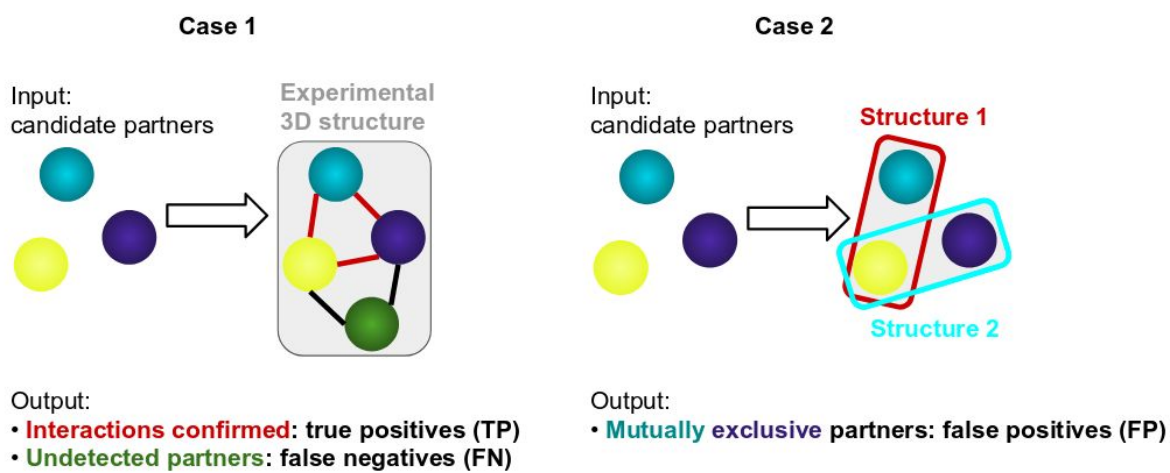 Case 1
Input:
candidate partners
Experimental
3D structure
Output:
• Interactions confirmed: true positives (TP)
• Undetected partners: false negatives (FN)
Case 2
Input:
candidate partners
Structure 1
Structure 2
Output:
• Mutually exclusive partners: false positives (FP)